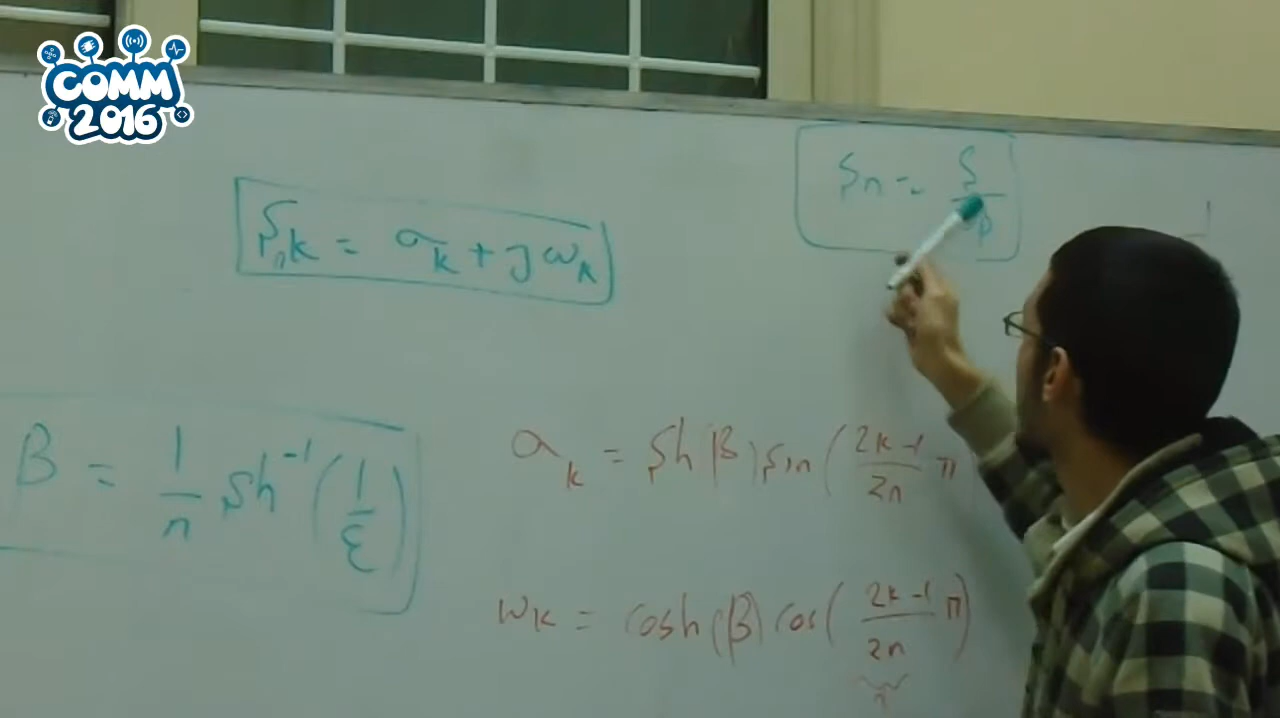 COMM
2016
Sn = S/ωp
Snk = σk + jωk
β = 1/n sh⁻¹(1/ε)
σk = sh(β) sin(2k-1/2n π
ωk = cosh(β) cos(2k-1/2n π)
n